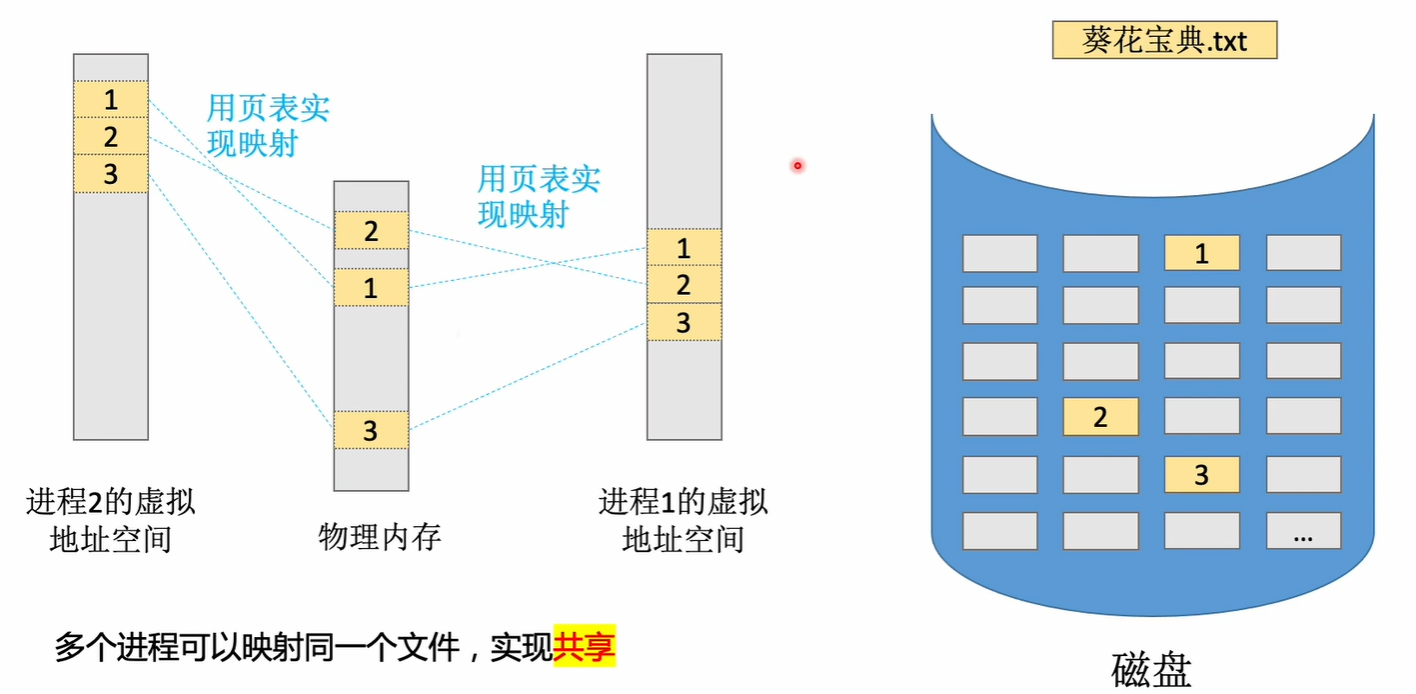 葵花宝典.txt
1
2
3
用页表实
现映射
2
1
3
用页表实
现映射
1
2
3
1
2
3
...
进程2的虚拟
地址空间
物理内存
进程1的虚拟
地址空间
多个进程可以映射同一个文件，实现共享
磁盘